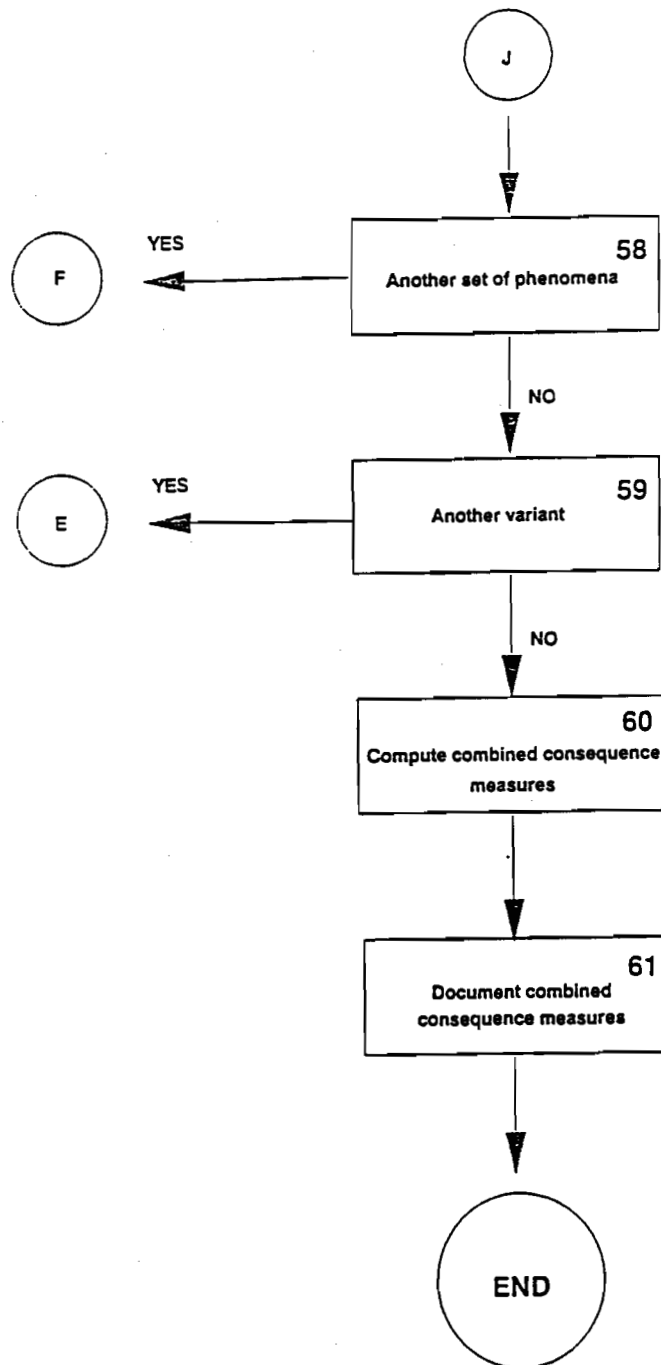 J
58
YES
F
Another set of phenomena
NO
59
YES
E
Another variant
NO
60
Compute combined consequence
measures
61
Document combined
consequence measures
END